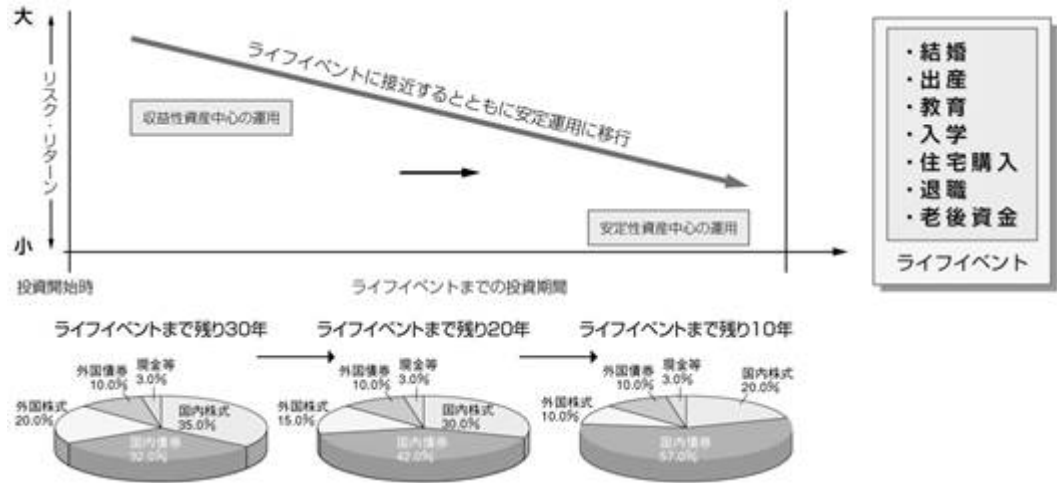 大
リスク・リターン
小
ライフイベントに接近するとともに安定運用に移行
収益性資産中心の運用
安定性資産中心の運用
投資開始時
ライフイベントまでの投資期間
・結婚
・出産
・教育
・入学
・住宅購入
・退職
・老後資金
ライフイベント
ライフイベントまで残り30年
外国債券
10.0%
現金等
3.0%
外国株式
20.0%
国内株式
35.0%
国内債券
32.0%
ライフイベントまで残り20年
外国債券
10.0%
現金等
3.0%
外国株式
15.0%
国内株式
30.0%
国内債券
42.0%
ライフイベントまで残り10年
外国債券
10.0%
現金等
3.0%
国内株式
20.0%
外国株式
10.0%
国内債券
57.0%